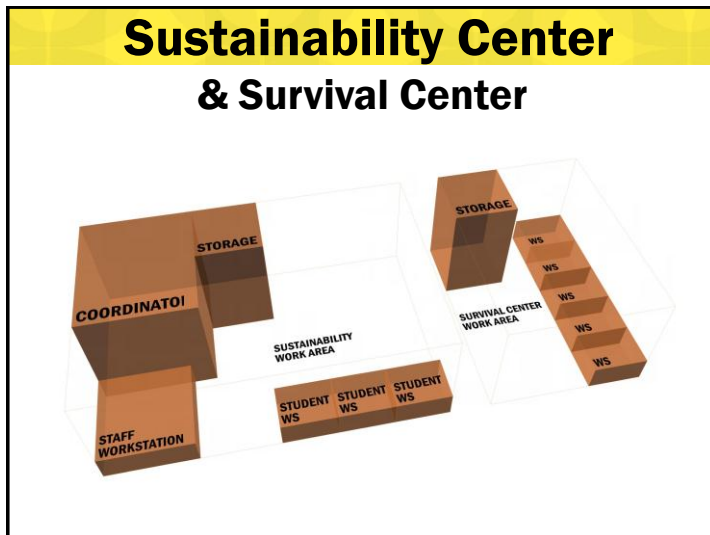 Sustainability Center
& Survival Center
STORAGE
STORAGE
COORDINATOI
WS
WS
WS
WS
WS
SURVIVAL CENTER
WORK AREA
SUSTAINABILITY
WORK AREA
STUDENT
WS
STUDENT
WS
STUDENT
WS
STAFF
WORKSTATION